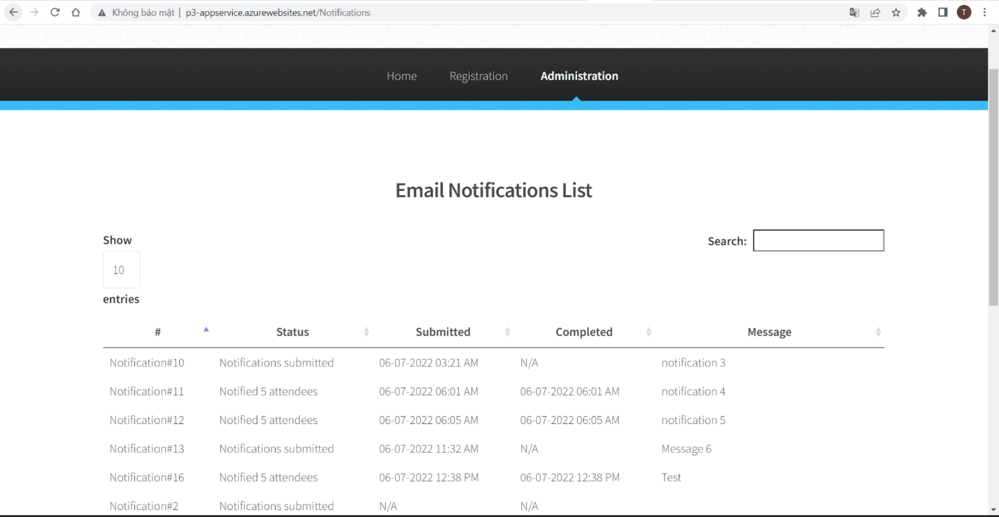 Không bảo mật | p3-appservice.azurewebsites.net/Notifications
T
Home Registration Administration
Email Notifications List
Show
10
entries
Search:
# Status Submitted Completed Message
Notification#10 Notifications submitted 06-07-2022 03:21 AM N/A notification 3
Notification#11 Notified 5 attendees 06-07-2022 06:01 AM 06-07-2022 06:01 AM notification 4
Notification#12 Notified 5 attendees 06-07-2022 06:05 AM 06-07-2022 06:05 AM notification 5
Notification#13 Notifications submitted 06-07-2022 11:32 AM N/A Message 6
Notification#16 Notified 5 attendees 06-07-2022 12:38 PM 06-07-2022 12:38 PM Test
Notification#2 Notifications submitted N/A N/A